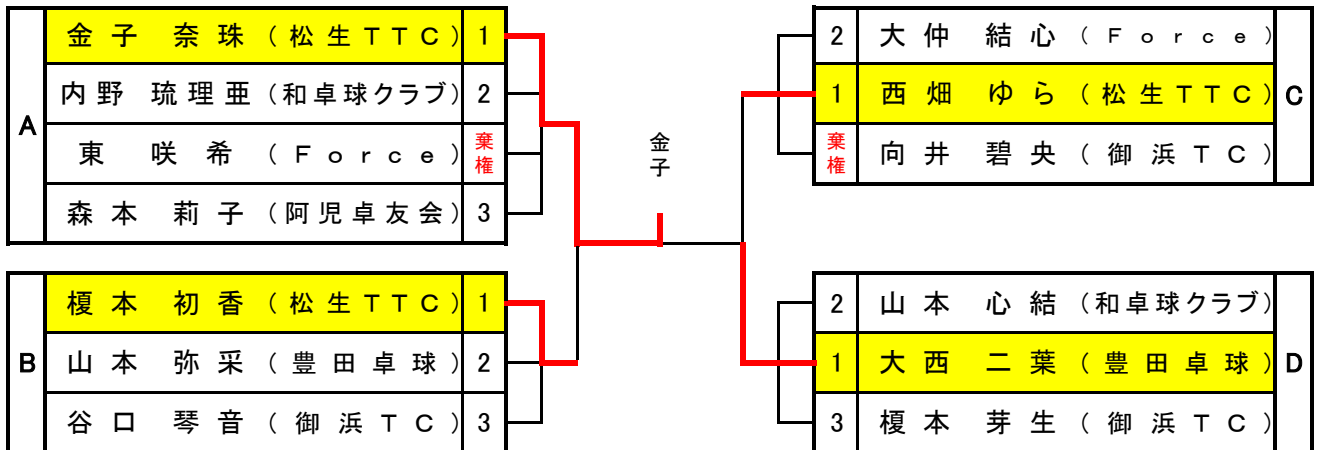 A
金子 奈珠 (松生TTC) 1
内野 琉理亜 (和卓球クラブ) 2
東 咲希 (Force) 棄権
森本 莉子 (阿児卓友会) 3
B
榎本 初香 (松生TTC) 1
山本 弥采 (豊田卓球) 2
谷口 琴音 (御浜TC) 3
金子
2 大仲 結心 (Force)
1 西畑 ゆら (松生TTC)
棄権 向井 碧央 (御浜TC)
C
2 山本 心結 (和卓球クラブ)
1 大西 二葉 (豊田卓球)
3 榎本 芽生 (御浜TC)
D